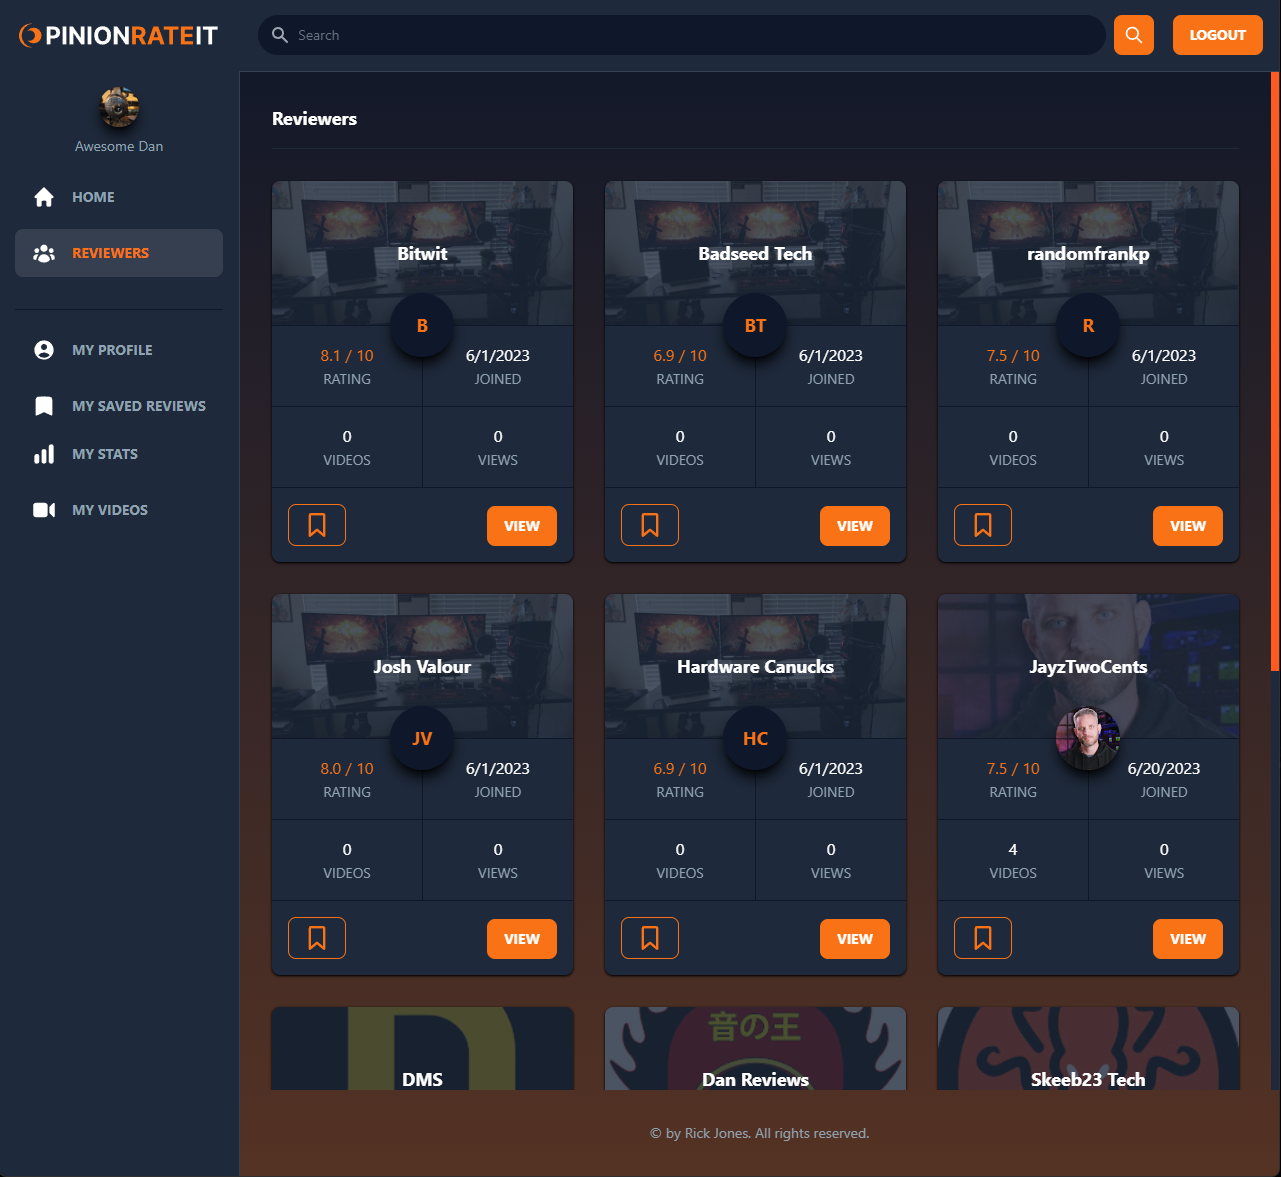 PINIONRATEIT
Search
LOGOUT
Awesome Dan
HOME
REVIEWERS
MY PROFILE
MY SAVED REVIEWS
MY STATS
MY VIDEOS
Reviewers
Bitwit
B
8.1 / 10
RATING
6/1/2023
JOINED
0
VIDEOS
0
VIEWS
VIEW
Badseed Tech
BT
6.9 / 10
RATING
6/1/2023
JOINED
0
VIDEOS
0
VIEWS
VIEW
randomfrankp
R
7.5 / 10
RATING
6/1/2023
JOINED
0
VIDEOS
0
VIEWS
VIEW
Josh Valour
JV
8.0 / 10
RATING
6/1/2023
JOINED
0
VIDEOS
0
VIEWS
VIEW
Hardware Canucks
HC
6.9 / 10
RATING
6/1/2023
JOINED
0
VIDEOS
0
VIEWS
VIEW
JayzTwoCents
7.5 / 10
RATING
6/20/2023
JOINED
4
VIDEOS
0
VIEWS
VIEW
DMS
音の王
Dan Reviews
Skeeb23 Tech
© by Rick Jones. All rights reserved.